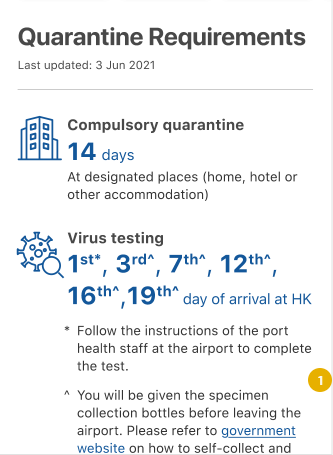 Quarantine Requirements
Last updated: 3 Jun 2021
Compulsory quarantine
14 days
At designated places (home, hotel or
other accommodation)
Virus testing
1st*, 3rd^, 7th^, 12th^,
16th^,19th^ day of arrival at HK
* Follow the instructions of the port
health staff at the airport to complete
the test.
1
^ You will be given the specimen
collection bottles before leaving the
airport. Please refer to government
website on how to self-collect and